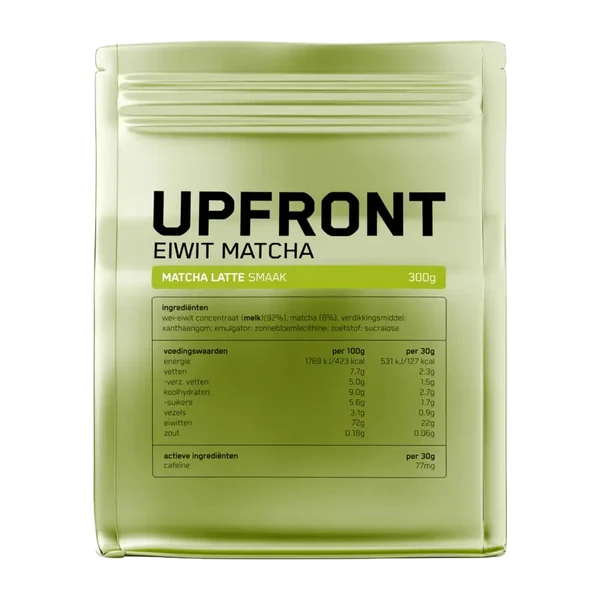 UPFRONT
EIWIT MATCHA
MATCHA LATTE SMAAK 300g
ingrediënten
wei-eiwit concentraat (melk)(92%), matcha (8%), verdikkingsmiddel:
xanthaangom; emulgator: zonnebloemlecithine; zoetstof: sucralose
voedingswaarden per 100g per 30g
energie 1769 kJ/423 kcal 531 kJ/127 kcal
vetten 7.7g 2.3g
-verz. vetten 5.0g 1.5g
koolhydraten 9.0g 2.7g
-suikers 5.6g 1.7g
vezels 3.1g 0.9g
eiwitten 72g 22g
zout 0.18g 0.06g
actieve ingrediënten per 30g
cafeïne 77mg